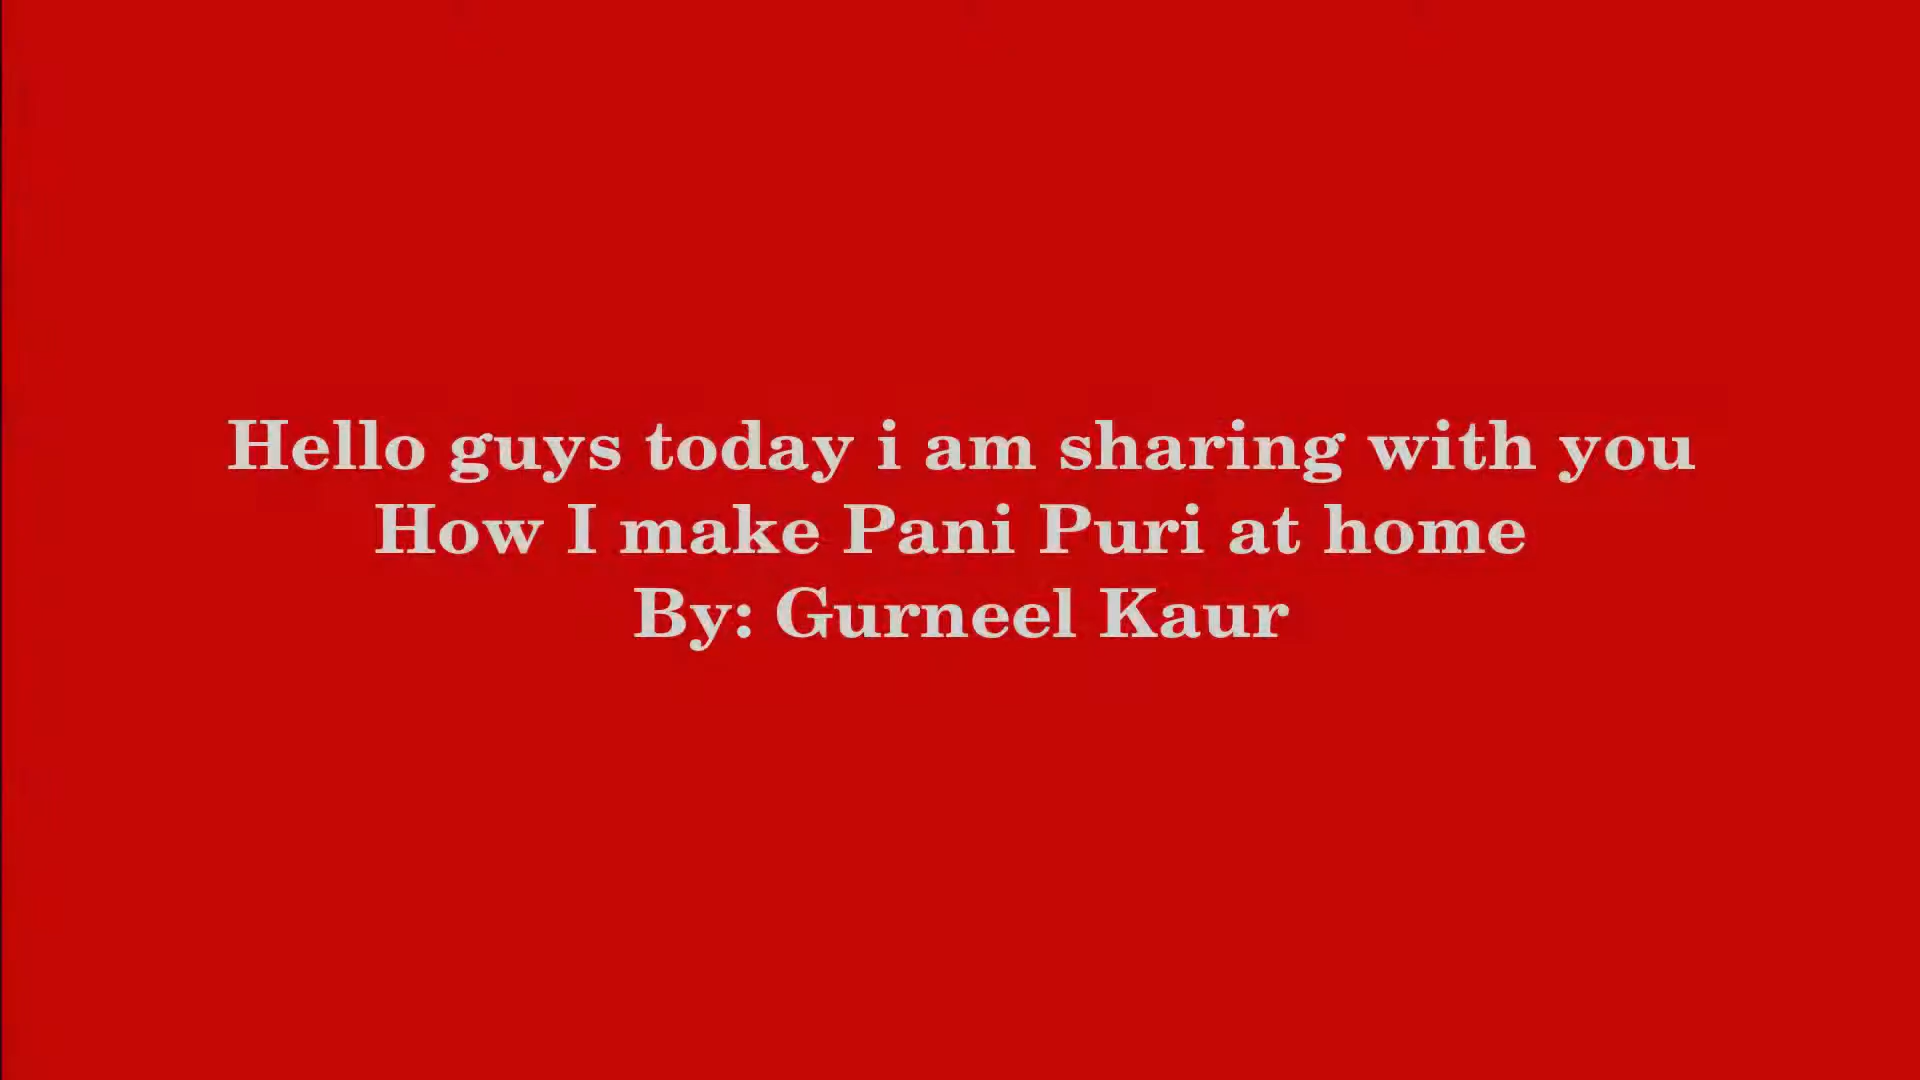 Hello guys today i am sharing with you
How I make Pani Puri at home
By: Gurneel Kaur